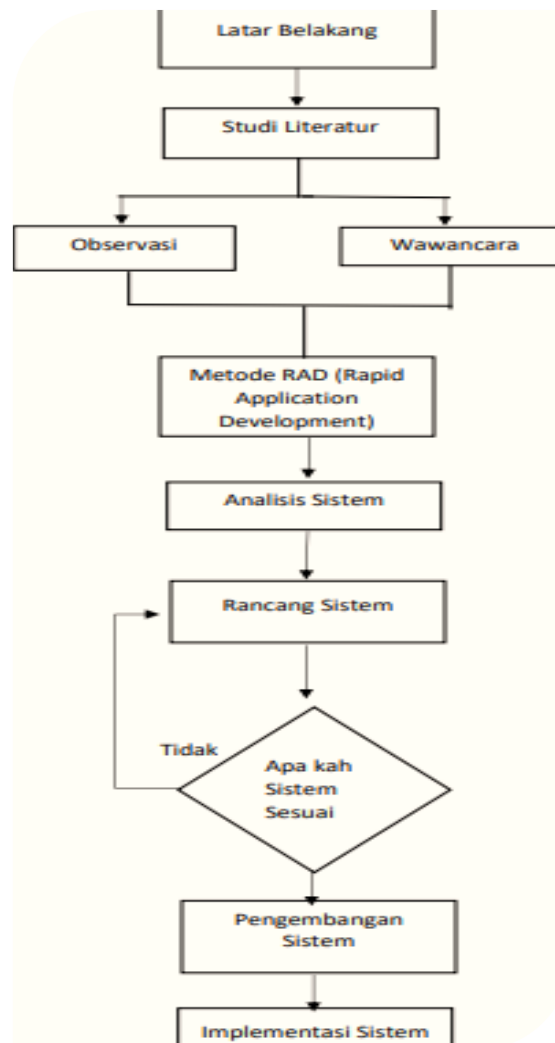 Latar Belakang
Studi Literatur
Observasi
Wawancara
Metode RAD (Rapid
Application
Development)
Analisis Sistem
Rancang Sistem
Tidak
Apa kah
Sistem
Sesuai
Pengembangan
Sistem
Implementasi Sistem